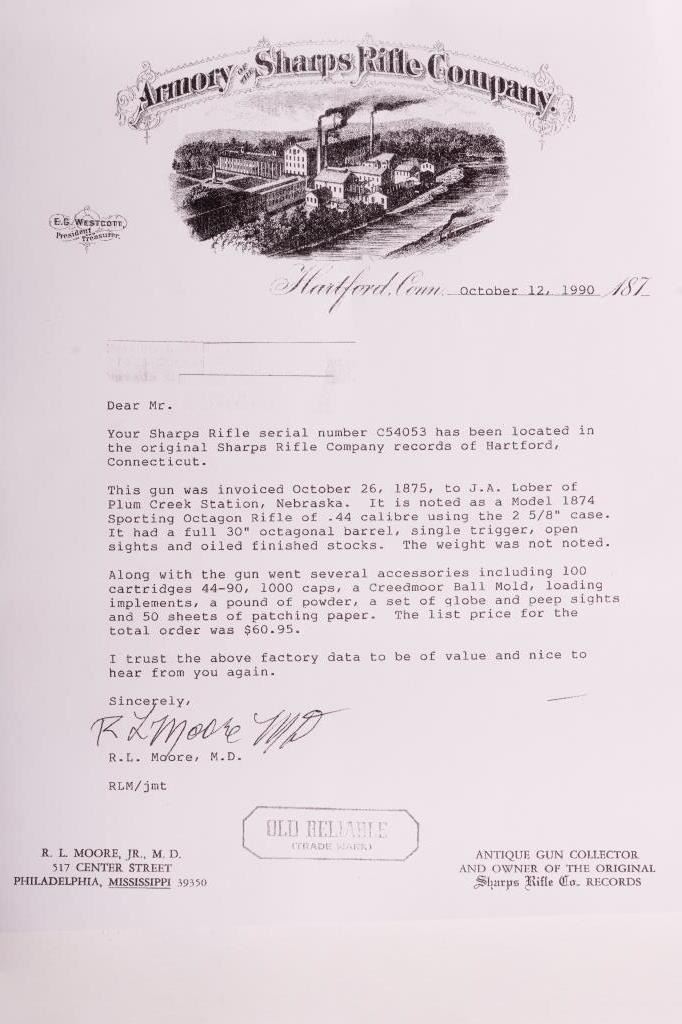 Armory OF THE Sharps Rifle Company.
E.G. WESTCOTT,
President
Treasurer.
Hartford, Conn. October 12, 1990 187
Dear Mr.
Your Sharps Rifle serial number C54053 has been located in
the original Sharps Rifle Company records of Hartford,
Connecticut.
This gun was invoiced October 26, 1875, to J.A. Lober of
Plum Creek Station, Nebraska. It is noted as a Model 1874
Sporting Octagon Rifle of .44 calibre using the 2 5/8" case.
It had a full 30" octagonal barrel, single trigger, open
sights and oiled finished stocks. The weight was not noted.
Along with the gun went several accessories including 100
cartridges 44-90, 1000 caps, a Creedmoor Ball Mold, loading
implements, a pound of powder, a set of globe and peep sights
and 50 sheets of patching paper. The list price for the
total order was $60.95.
I trust the above factory data to be of value and nice to
hear from you again.
Sincerely,
R L Moore MD
R.L. Moore, M.D.
RLM/jmt
OLD RELIABLE
(TRADE MARK)
R. L. MOORE, JR., M. D.
517 CENTER STREET
PHILADELPHIA, MISSISSIPPI 39350
ANTIQUE GUN COLLECTOR
AND OWNER OF THE ORIGINAL
Sharps Rifle Co. RECORDS